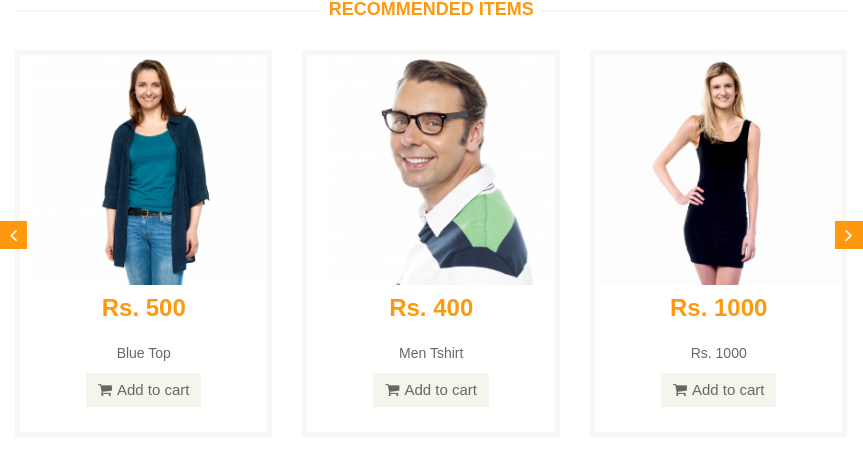 RECOMMENDED ITEMS
Rs. 500
Blue Top
Add to cart
Rs. 400
Men Tshirt
Add to cart
Rs. 1000
Rs. 1000
Add to cart